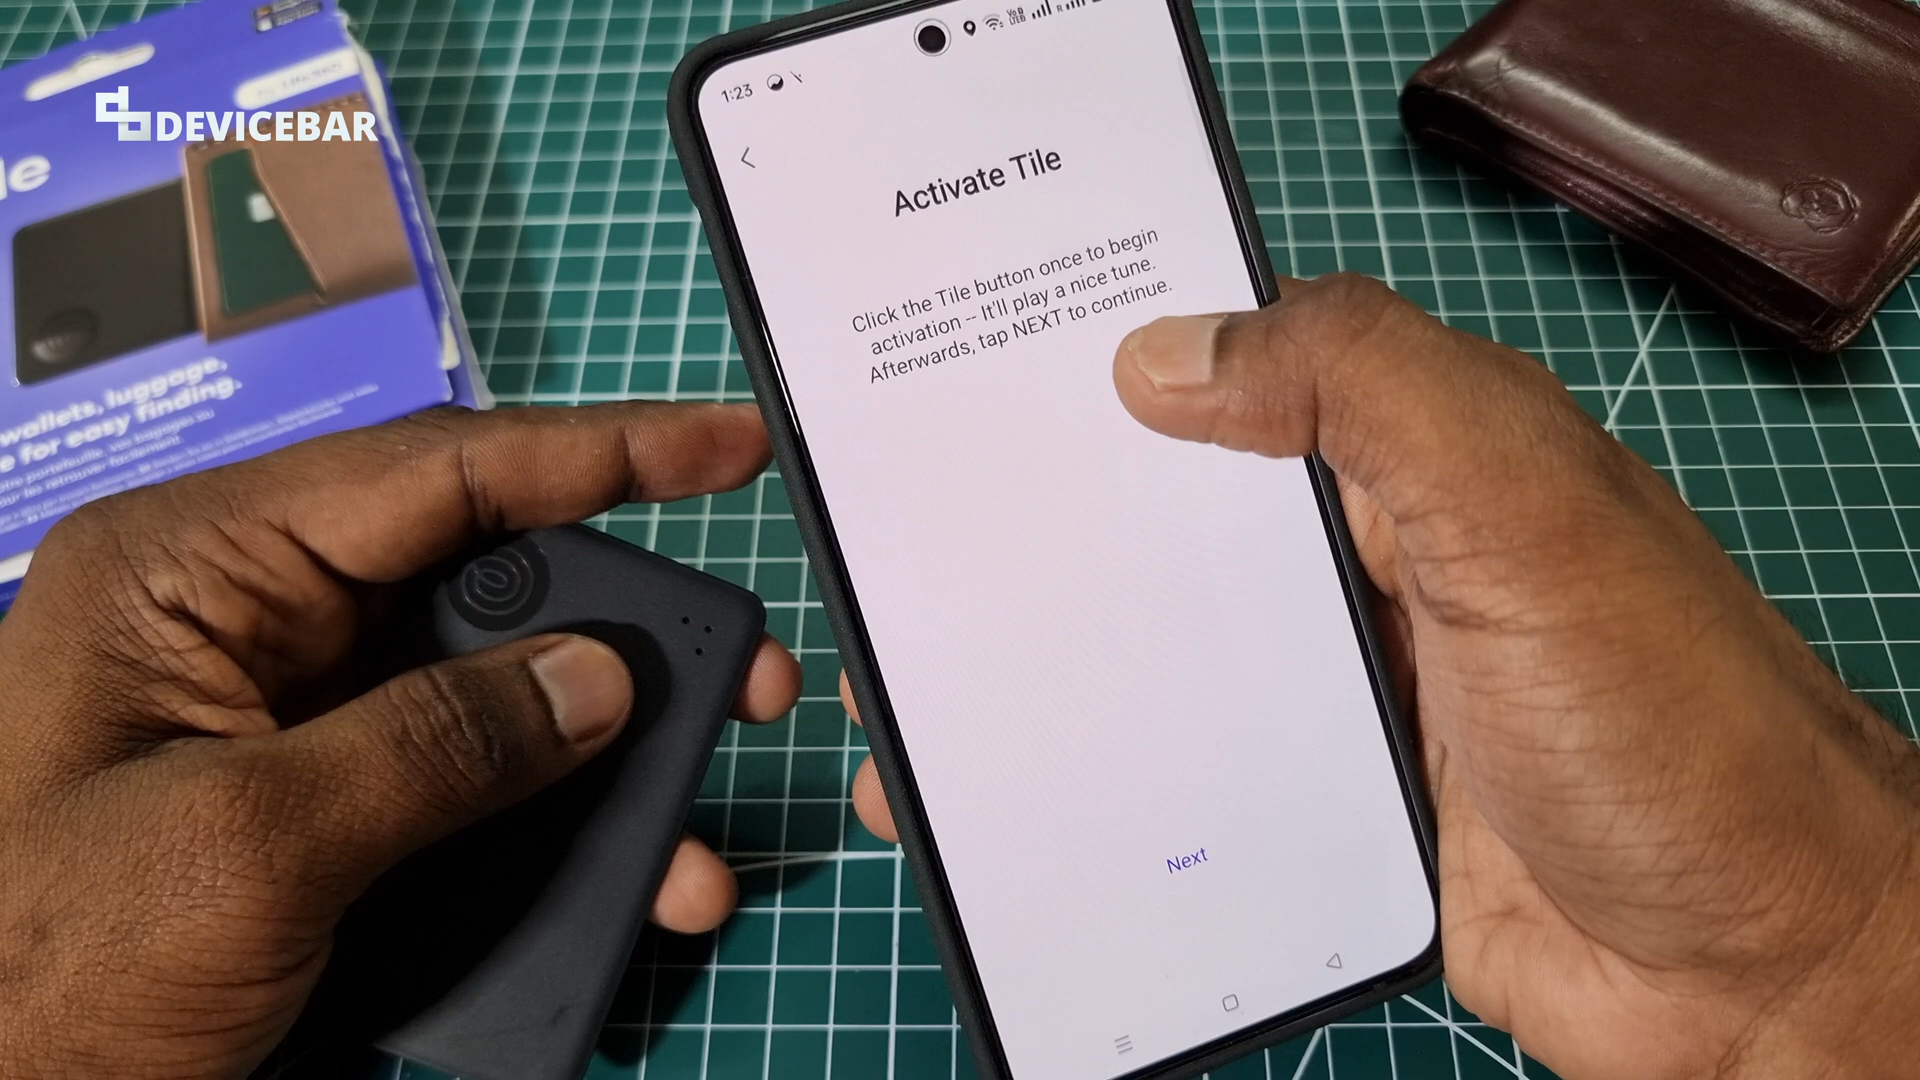 DEVICEBAR
le
wallets, luggage,
e for easy finding.
1:23
Activate Tile
Click the Tile button once to begin
activation -- It'll play a nice tune.
Afterwards, tap NEXT to continue.
Next